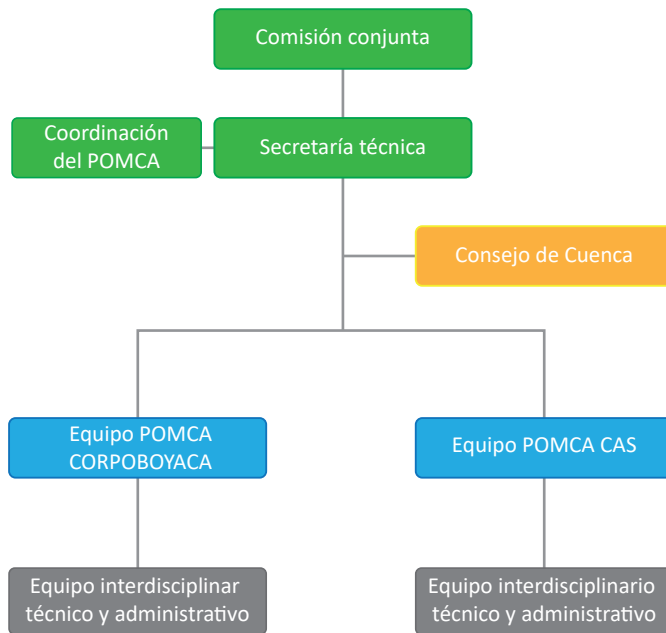 Comisión conjunta
Coordinación
del POMCA
Secretaría técnica
Consejo de Cuenca
Equipo POMCA
CORPOBOYACA
Equipo POMCA CAS
Equipo interdisciplinar
técnico y administrativo
Equipo interdisciplinario
técnico y administrativo